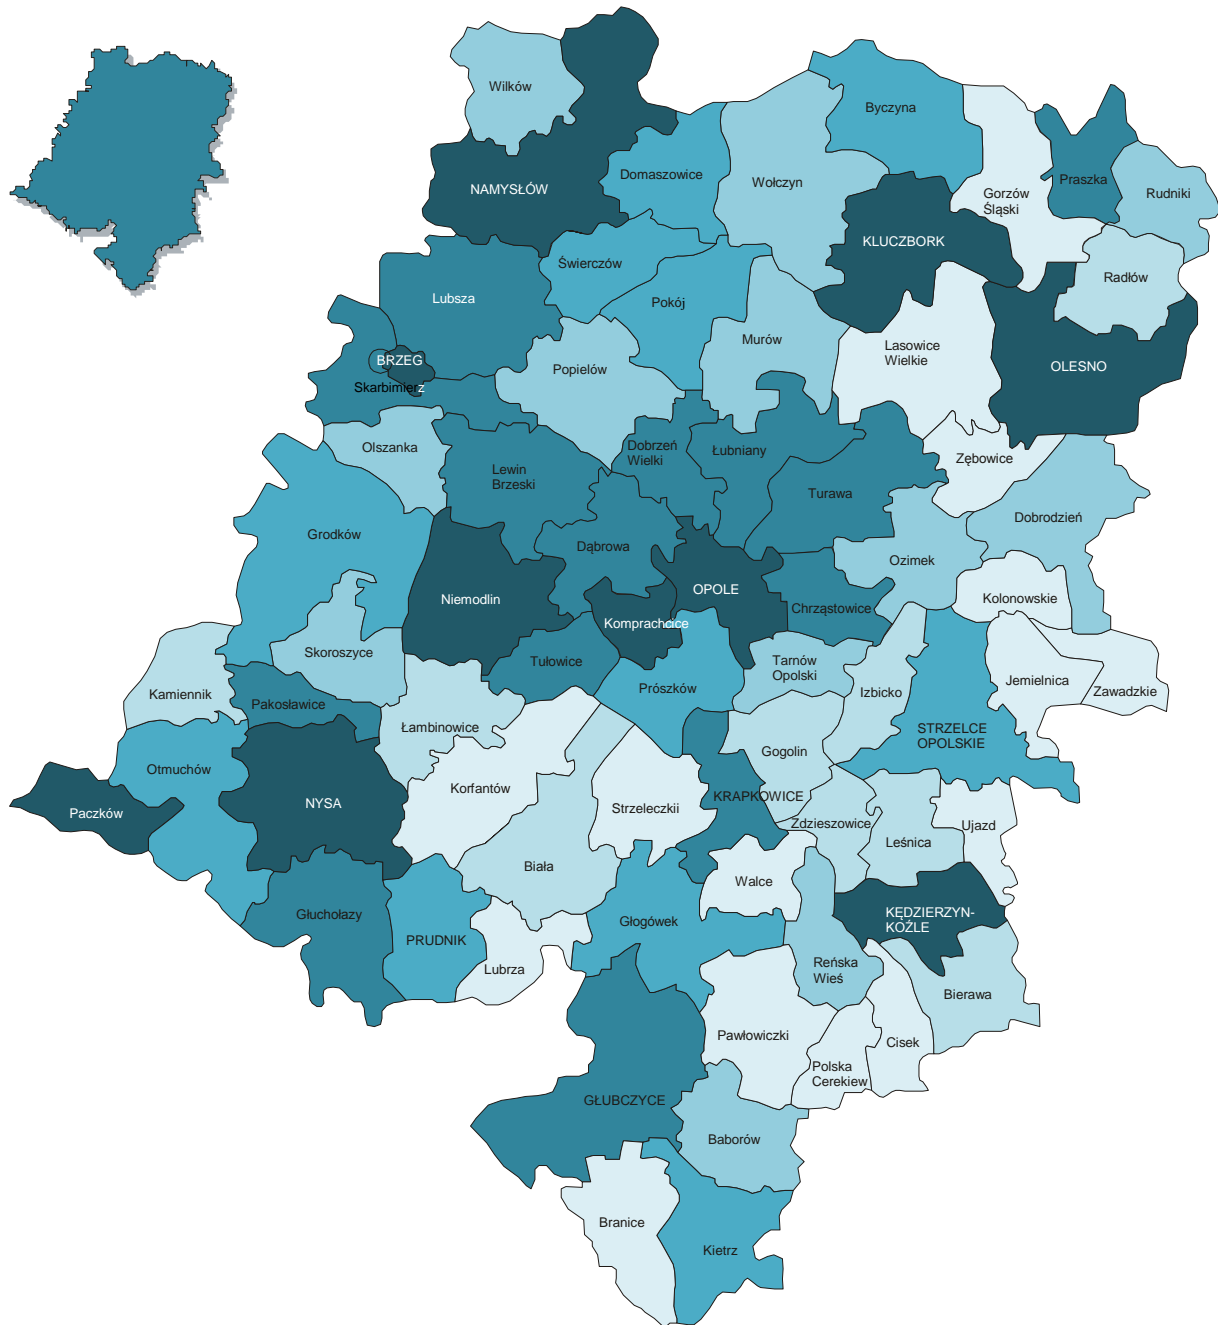 Wilków
Byczyna
NAMYSŁÓW
Domaszowice
Wołczyn
Gorzów
Śląski
Praszka
Rudniki
KLUCZBORK
Świerczów
Radłów
Lubsza
Pokój
Murów
Lasowice
Wielkie
OLESNO
BRZEG
Skarbimierz
Popielów
Olszanka
Lewin
Brzeski
Dobrzeń
Wielki
Łubniany
Zębowice
Turawa
Dobrodzień
Grodków
Dąbrowa
Ozimek
Niemodlin
OPOLE
Chrząstowice
Kolonowskie
Komprachcice
Skoroszyce
Tułowice
Prószków
Tarnów
Opolski
Izbicko
Jemielnica
Zawadzkie
Kamiennik
Pakosławice
Łambinowice
Gogolin
STRZELCE
OPOLSKIE
Otmuchów
Paczków
NYSA
Korfantów
Strzeleczkii
KRAPKOWICE
Zdzieszowice
Leśnica
Ujazd
Biała
Walce
Głuchołazy
PRUDNIK
Głogówek
KĘDZIERZYN-
KOŹLE
Lubrza
Reńska
Wieś
Bierawa
Pawłowiczki
Cisek
Polska
Cerekiew
GŁUBCZYCE
Baborów
Branice
Kietrz